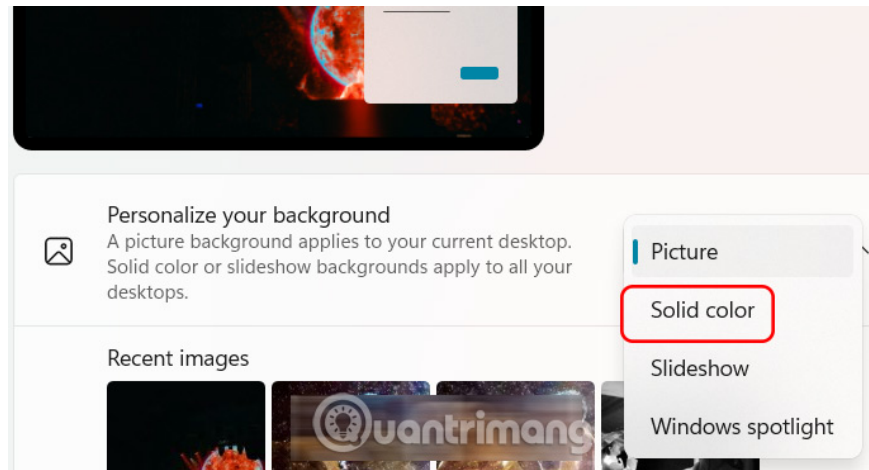 Personalize your background
A picture background applies to your current desktop.
Solid color or slideshow backgrounds apply to all your
desktops.
Picture
Solid color
Slideshow
Windows spotlight
Recent images
Quantrimang